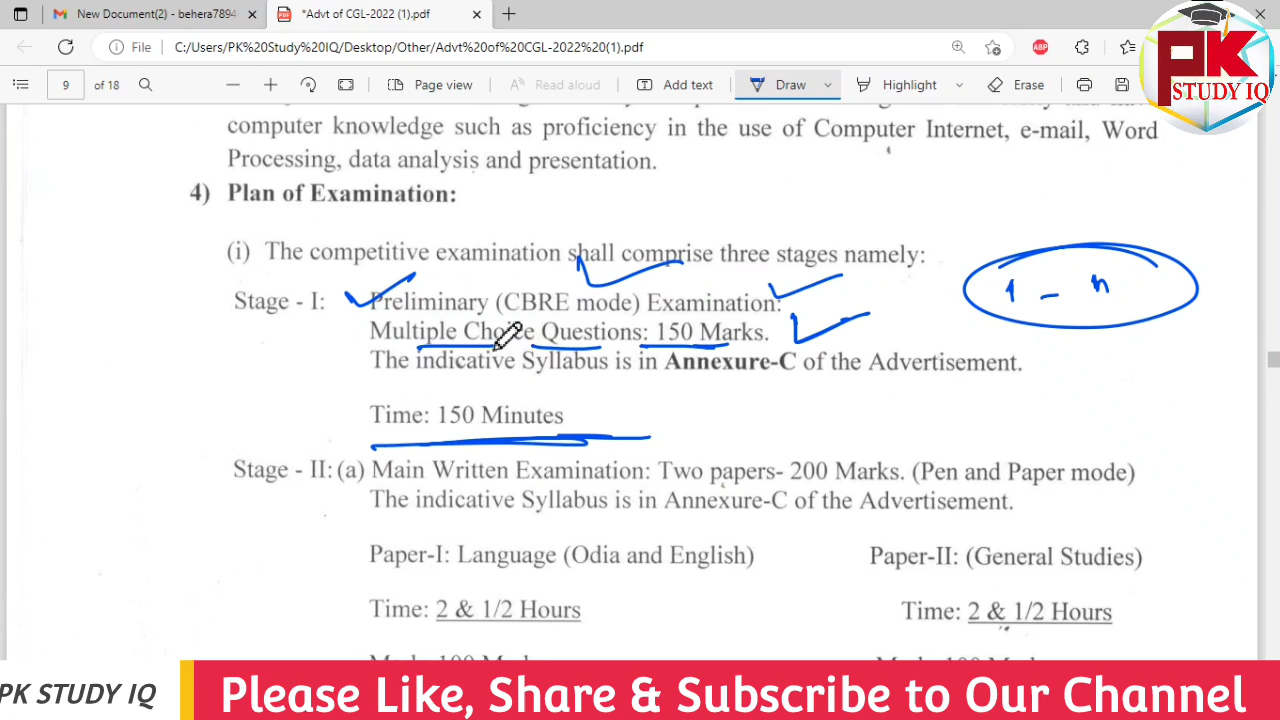 New Document(2) - behera7894
*Advt of CGL-2022 (1).pdf
File
C:/Users/PK%20Study%20IQ/Desktop/Other/Advt%20of%20CGL-2022%20(1).pdf
ABP
PK
STUDY IQ
9 of 18
Page view
Read aloud
Add text
Draw
Highlight
Erase
computer knowledge such as proficiency in the use of Computer Internet, e-mail, Word
Processing, data analysis and presentation.
4) Plan of Examination:
(i) The competitive examination shall comprise three stages namely:
Stage - I: Preliminary (CBRE mode) Examination:
1 - n
Multiple Choice Questions: 150 Marks.
The indicative Syllabus is in Annexure-C of the Advertisement.
Time: 150 Minutes
Stage - II: (a) Main Written Examination: Two papers- 200 Marks. (Pen and Paper mode)
The indicative Syllabus is in Annexure-C of the Advertisement.
Paper-I: Language (Odia and English) Paper-II: (General Studies)
Time: 2 & 1/2 Hours Time: 2 & 1/2 Hours
PK STUDY IQ
Please Like, Share & Subscribe to Our Channel